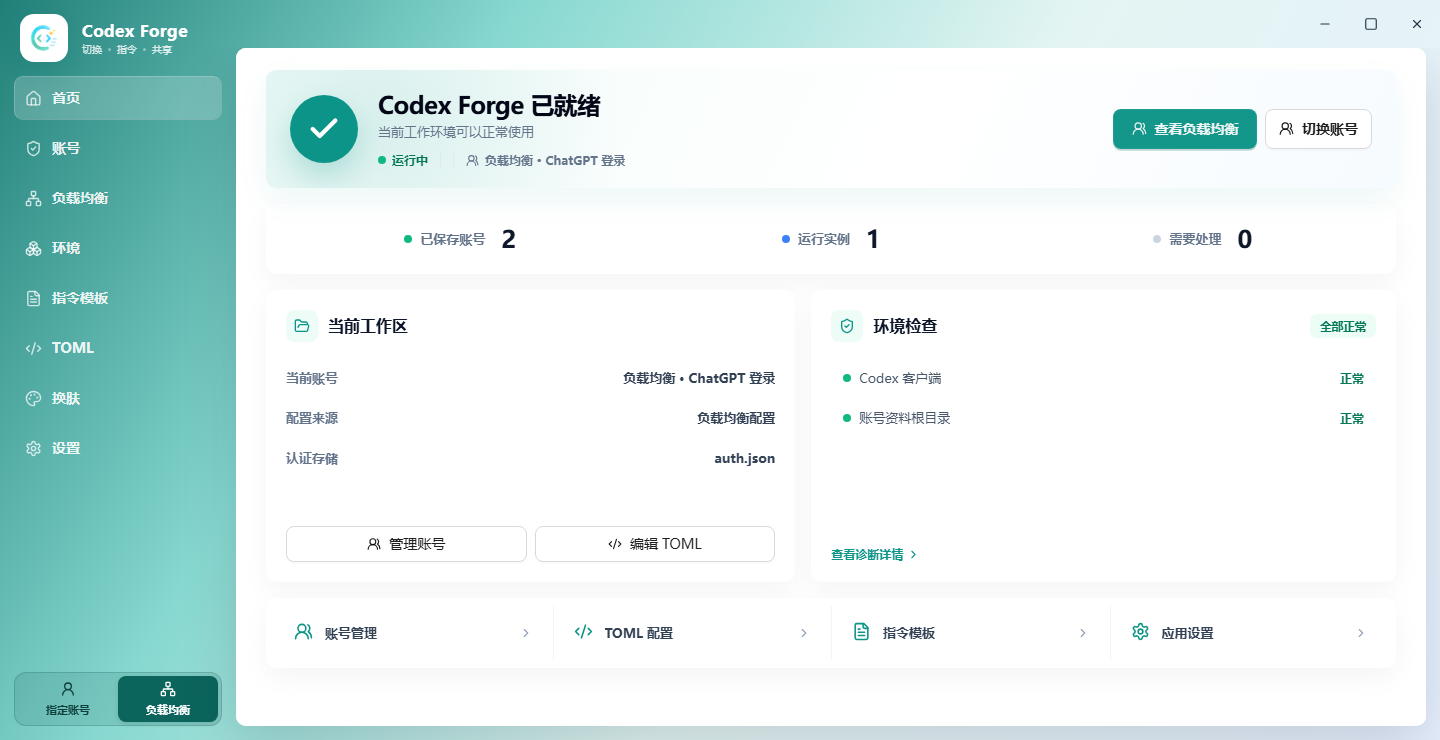 Codex Forge
切换 · 指令 · 共享
首页
账号
负载均衡
环境
指令模板
TOML
换肤
设置
指定账号
负载均衡
Codex Forge 已就绪
当前工作环境可以正常使用
运行中
负载均衡 • ChatGPT 登录
查看负载均衡
切换账号
已保存账号 2
运行实例 1
需要处理 0
当前工作区
当前账号 负载均衡 • ChatGPT 登录
配置来源 负载均衡配置
认证存储 auth.json
管理账号
编辑 TOML
环境检查
全部正常
Codex 客户端 正常
账号资料根目录 正常
查看诊断详情
账号管理
TOML 配置
指令模板
应用设置